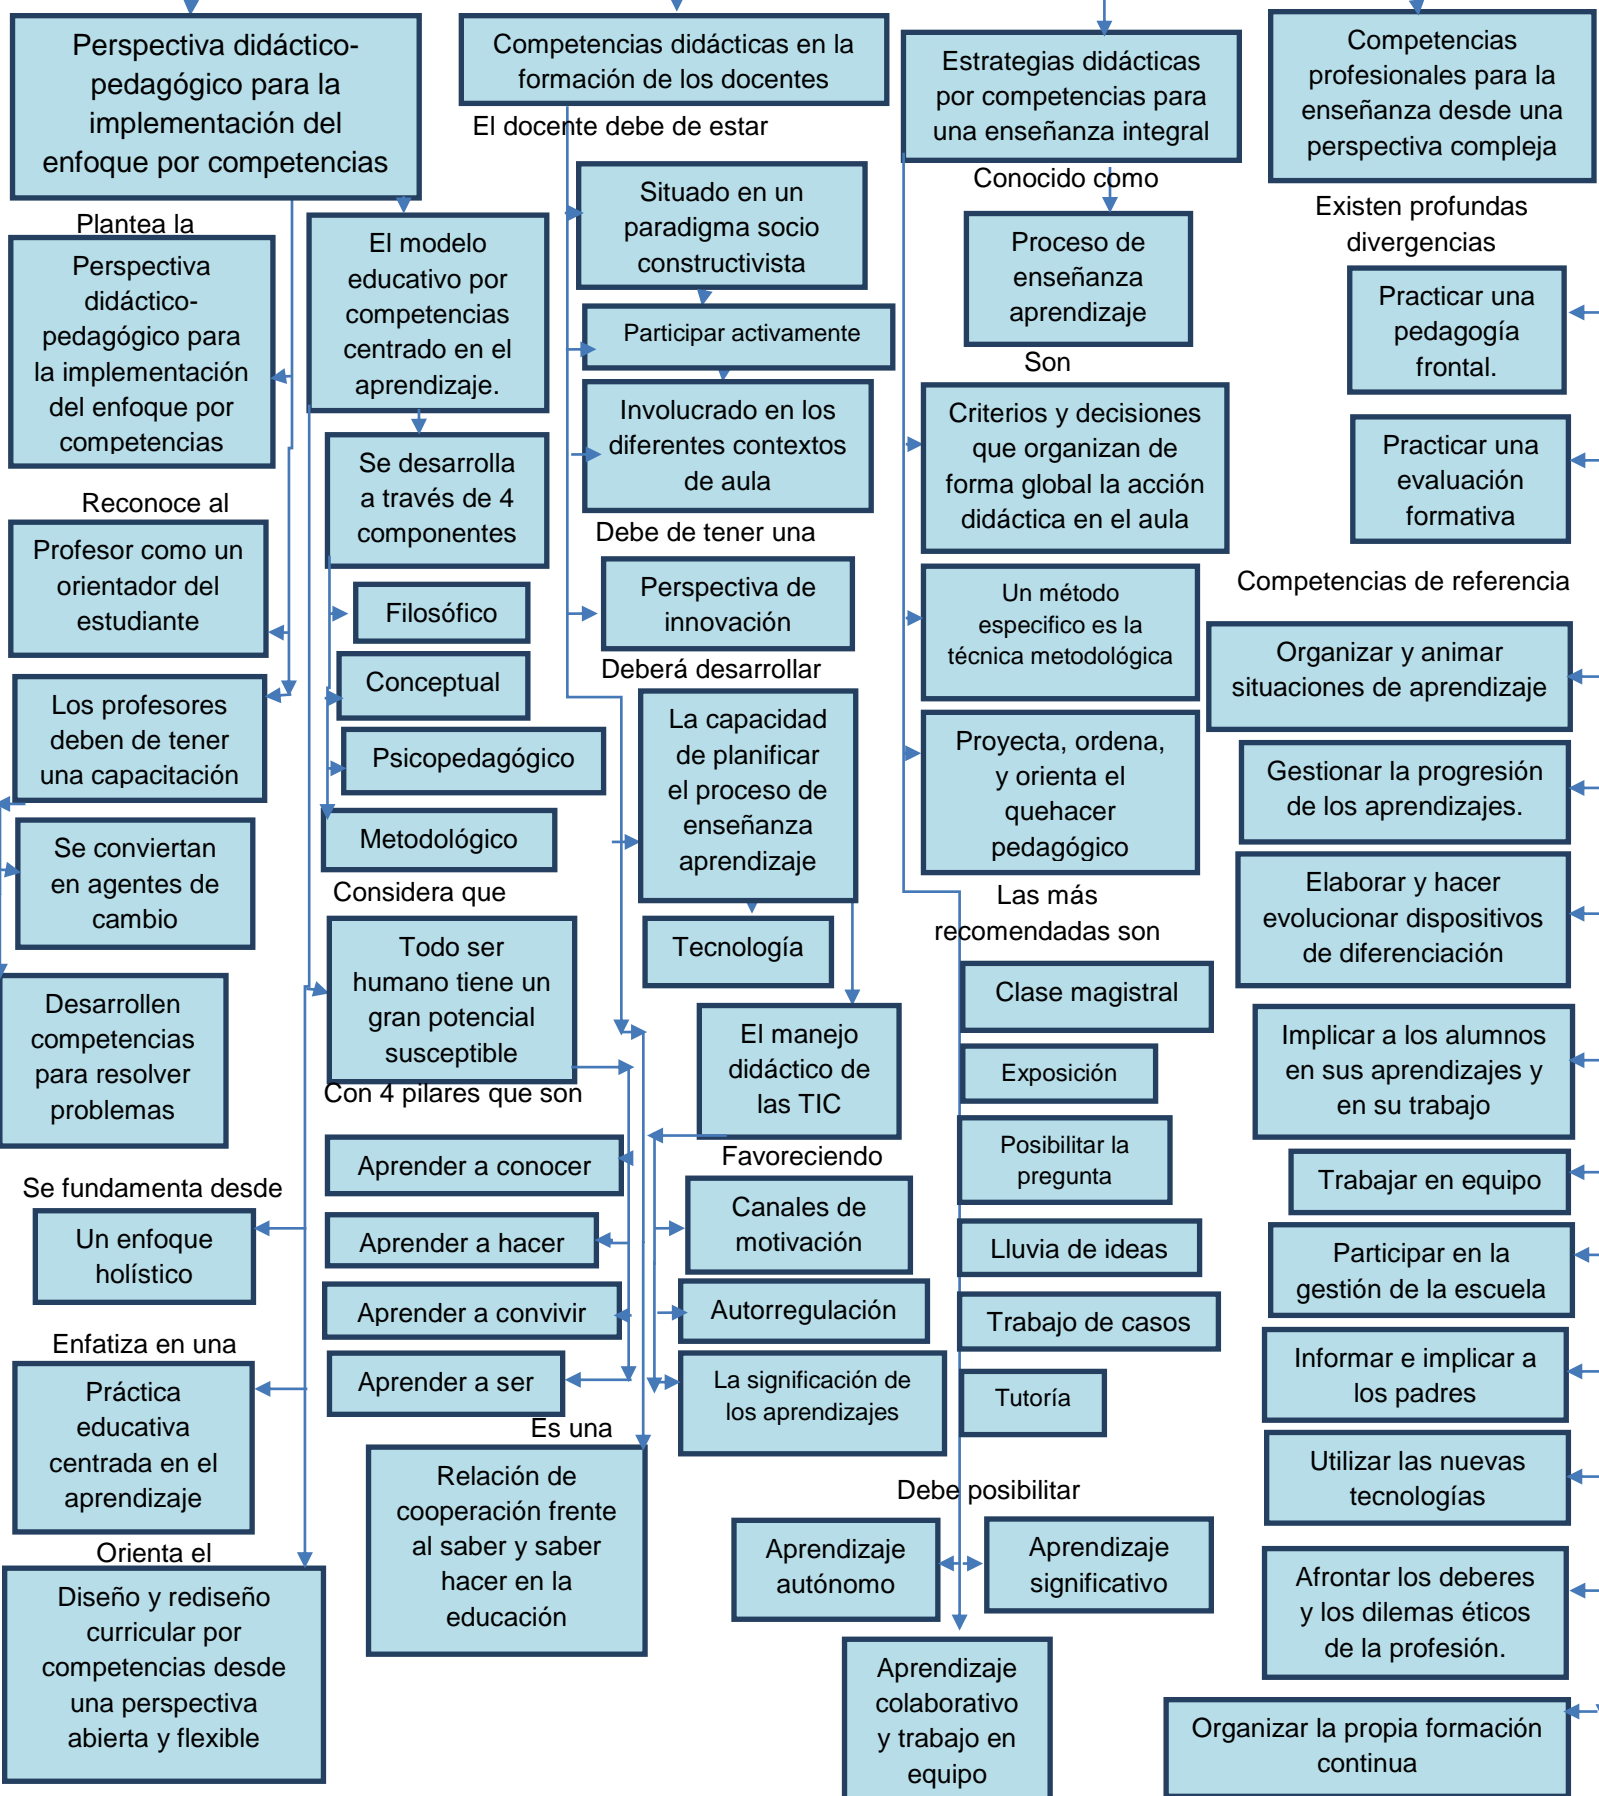 Perspectiva didáctico-
pedagógico para la
implementación del
enfoque por competencias
Plantea la
Perspectiva
didáctico-
pedagógico para
la implementación
del enfoque por
competencias
Reconoce al
Profesor como un
orientador del
estudiante
Los profesores
deben de tener
una capacitación
Se conviertan
en agentes de
cambio
Desarrollen
competencias
para resolver
problemas
Se fundamenta desde
Un enfoque
holístico
Enfatiza en una
Práctica
educativa
centrada en el
aprendizaje
Orienta el
Diseño y rediseño
curricular por
competencias desde
una perspectiva
abierta y flexible
El modelo
educativo por
competencias
centrado en el
aprendizaje.
Se desarrolla
a través de 4
componentes
Filosófico
Conceptual
Psicopedagógico
Metodológico
Considera que
Todo ser
humano tiene un
gran potencial
susceptible
Con 4 pilares que son
Aprender a conocer
Aprender a hacer
Aprender a convivir
Aprender a ser
Competencias didácticas en la
formación de los docentes
El docente debe de estar
Situado en un
paradigma socio
constructivista
Participar activamente
Involucrado en los
diferentes contextos
de aula
Debe de tener una
Perspectiva de
innovación
Deberá desarrollar
La capacidad
de planificar
el proceso de
enseñanza
aprendizaje
Tecnología
El manejo
didáctico de
las TIC
Favoreciendo
Canales de
motivación
Autorregulación
La significación de
los aprendizajes
Es una
Relación de
cooperación frente
al saber y saber
hacer en la
educación
Estrategias didácticas
por competencias para
una enseñanza integral
Conocido como
Proceso de
enseñanza
aprendizaje
Son
Criterios y decisiones
que organizan de
forma global la acción
didáctica en el aula
Un método
especifico es la
técnica metodológica
Proyecta, ordena,
y orienta el
quehacer
pedagógico
Las más
recomendadas son
Clase magistral
Exposición
Posibilitar la
pregunta
Lluvia de ideas
Trabajo de casos
Tutoría
Debe posibilitar
Aprendizaje
autónomo
Aprendizaje
significativo
Aprendizaje
colaborativo
y trabajo en
equipo
Competencias
profesionales para la
enseñanza desde una
perspectiva compleja
Existen profundas
divergencias
Practicar una
pedagogía
frontal.
Practicar una
evaluación
formativa
Competencias de referencia
Organizar y animar
situaciones de aprendizaje
Gestionar la progresión
de los aprendizajes.
Elaborar y hacer
evolucionar dispositivos
de diferenciación
Implicar a los alumnos
en sus aprendizajes y
en su trabajo
Trabajar en equipo
Participar en la
gestión de la escuela
Informar e implicar a
los padres
Utilizar las nuevas
tecnologías
Afrontar los deberes
y los dilemas éticos
de la profesión.
Organizar la propia formación
continua